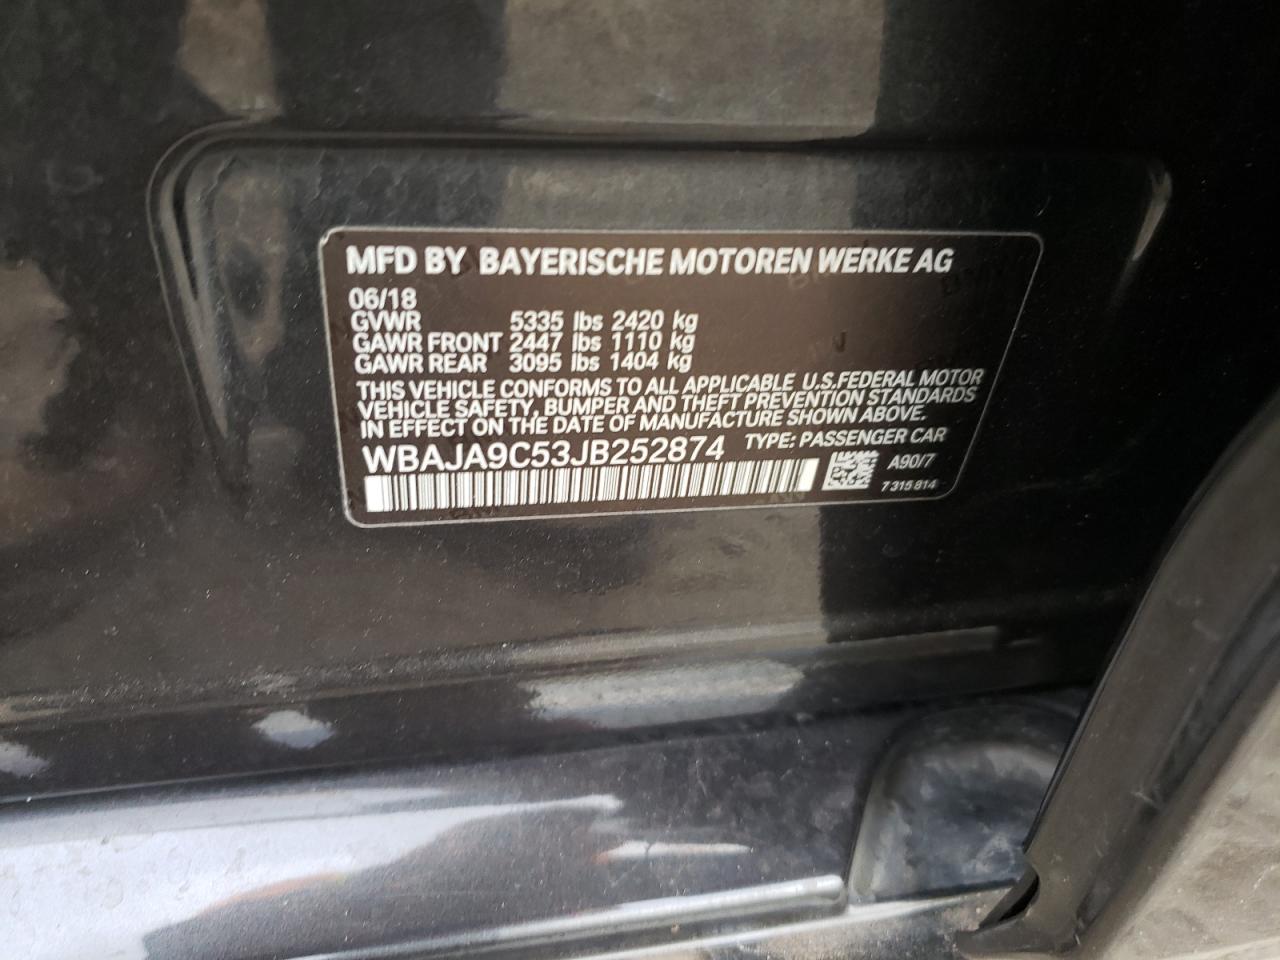 MFD BY BAYERISCHE MOTOREN WERKE AG
06/18
GVWR 5335 lbs 2420 kg
GAWR FRONT 2447 lbs 1110 kg
GAWR REAR 3095 lbs 1404 kg
THIS VEHICLE CONFORMS TO ALL APPLICABLE U.S.FEDERAL MOTOR
VEHICLE SAFETY, BUMPER AND THEFT PREVENTION STANDARDS
IN EFFECT ON THE DATE OF MANUFACTURE SHOWN ABOVE.
WBAJA9C53JB252874 TYPE: PASSENGER CAR
A90/7
7 315 814